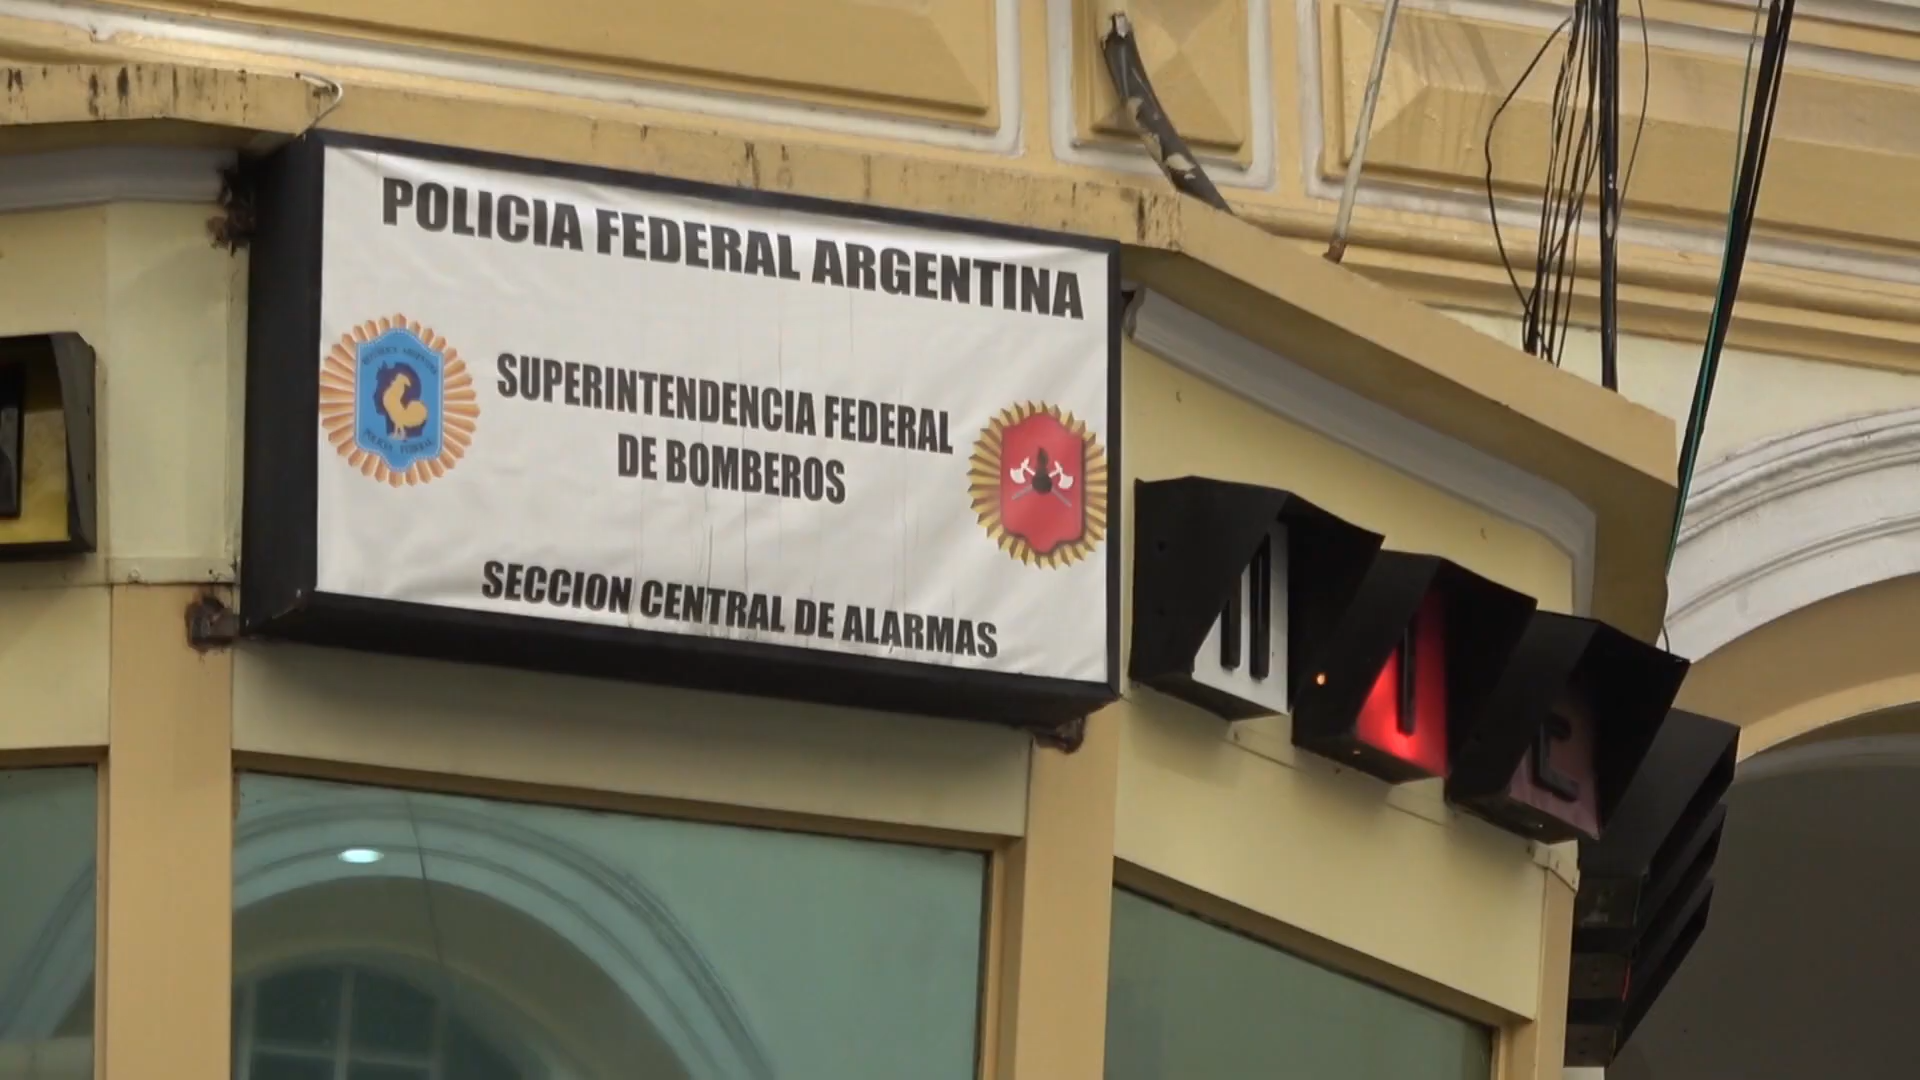 POLICIA FEDERAL ARGENTINA
SUPERINTENDENCIA FEDERAL
DE BOMBEROS
SECCION CENTRAL DE ALARMAS